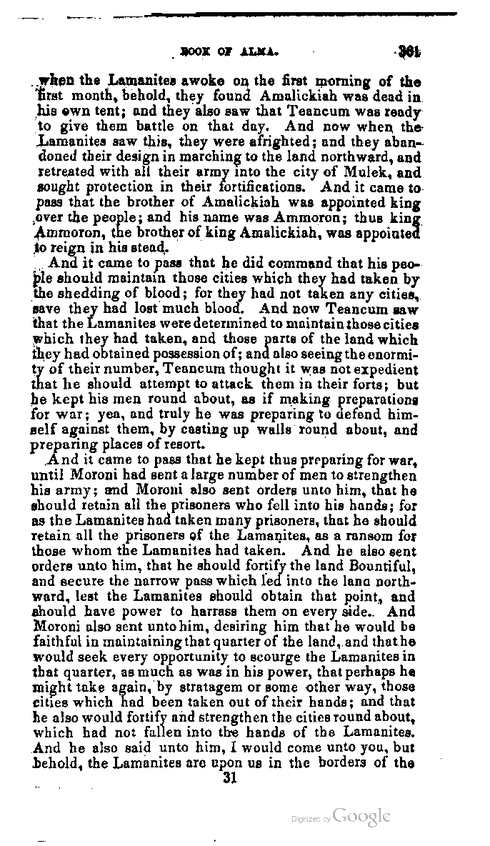 BOOK OF ALMA. 361
when the Lamanites awoke on the first morning of the
first month, behold, they found Amalickiah was dead in
his own tent; and they also saw that Teancum was ready
to give them battle on that day. And now when the
Lamanites saw this, they were afrighted; and they aban-
doned their design in marching to the land northward, and
retreated with all their army into the city of Mulek, and
sought protection in their fortifications. And it came to
pass that the brother of Amalickiah was appointed king
over the people; and his name was Ammoron; thus king
Ammoron, the brother of king Amalickiah, was appointed
to reign in his stead.
And it came to pass that he did command that his peo-
ple should maintain those cities which they had taken by
the shedding of blood; for they had not taken any cities,
save they had lost much blood. And now Teancum saw
that the Lamanites were determined to maintain those cities
which they had taken, and those parts of the land which
they had obtained possession of; and also seeing the enormi-
ty of their number, Teancum thought it was not expedient
that he should attempt to attack them in their forts; but
he kept his men round about, as if making preparations
for war; yea, and truly he was preparing to defend him-
self against them, by casting up walls round about, and
preparing places of resort.
And it came to pass that he kept thus preparing for war,
until Moroni had sent a large number of men to strengthen
his army; and Moroni also sent orders unto him, that he
should retain all the prisoners who fell into his hands; for
as the Lamanites had taken many prisoners, that he should
retain all the prisoners of the Lamanites, as a ransom for
those whom the Lamanites had taken. And he also sent
orders unto him, that he should fortify the land Bountiful,
and secure the narrow pass which led into the land north-
ward, lest the Lamanites should obtain that point, and
should have power to harrass them on every side. And
Moroni also sent unto him, desiring him that he would be
faithful in maintaining that quarter of the land, and that he
would seek every opportunity to scourge the Lamanites in
that quarter, as much as was in his power, that perhaps he
might take again, by stratagem or some other way, those
cities which had been taken out of their hands; and that
he also would fortify and strengthen the cities round about,
which had not fallen into the hands of the Lamanites.
And he also said unto him, I would come unto you, but
behold, the Lamanites are upon us in the borders of the
31
Digitized by Google